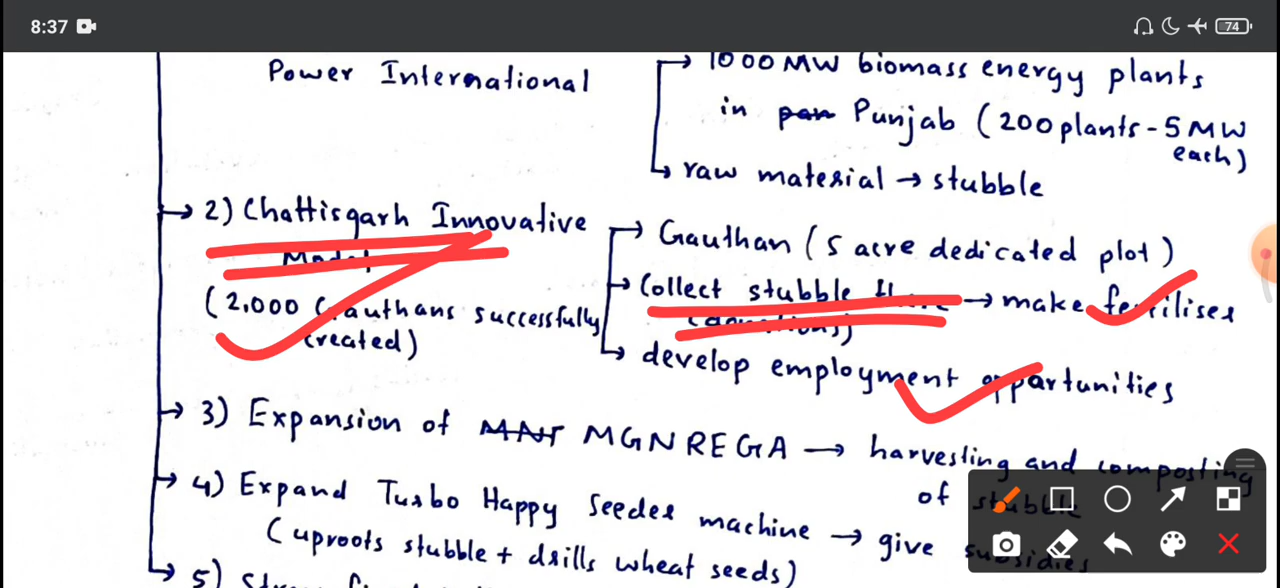 8:37
74
Power International
1000 MW biomass energy plants
in Punjab (200 plants - 5 MW
each)
raw material → stubble
2) Chattisgarh Innovative
Model
(2,000 Gauthans successfully
created)
Gauthan (5 acre dedicated plot)
Collect stubble there → make fertiliser
(donations)
develop employment opportunities
3) Expansion of MGNREGA → harvesting and composting
of stubble
4) Expand Turbo Happy Seeder machine → give subsidies
(uproots stubble + drills wheat seeds)
5)